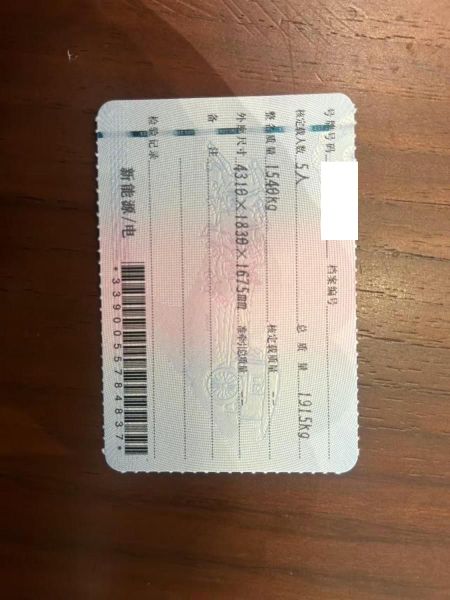 号牌号码 档案编号
核定载人数 5人 总质量 1915kg
整备质量 1540kg 核定载质量 --
外廓尺寸 4310×1830×1675mm 准牵引总质量 --
备注
检验记录
新能源/电
*3390055784837*